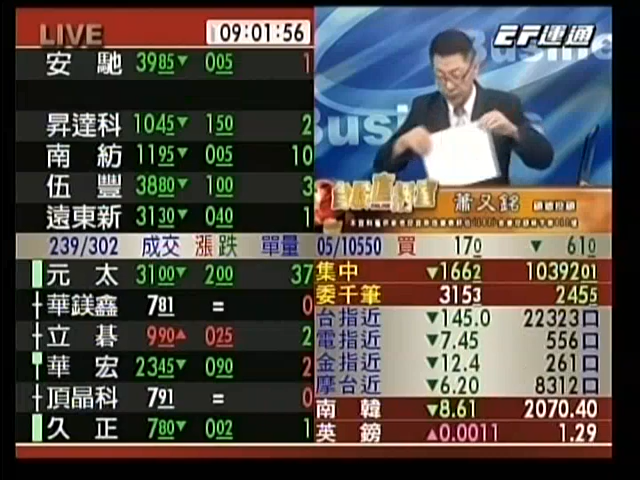 LIVE 09:01:56
安馳 3985▼ 005 1
昇達科 1045▼ 150 2
南紡 1195▼ 005 10
伍豐 3880▼ 100 3
遠東新 3130▼ 040 1
239/302 成交 漲跌 單量
元太 3100▼ 200 37
華鎂鑫 781 = 0
立碁 990▲ 025 2
華宏 2345▼ 090 2
頂晶科 791 = 0
久正 780▼ 002 1
Business
運通
蕭又銘
05/10550 買 170 ▼ 610
集中 ▼1662 1039201
委千筆 3153 2455
台指近 ▼145.0 22323口
電指近 ▼7.45 556口
金指近 ▼12.4 261口
摩台近 ▼6.20 8312口
南韓 ▼8.61 2070.40
英鎊 ▲0.0011 1.29